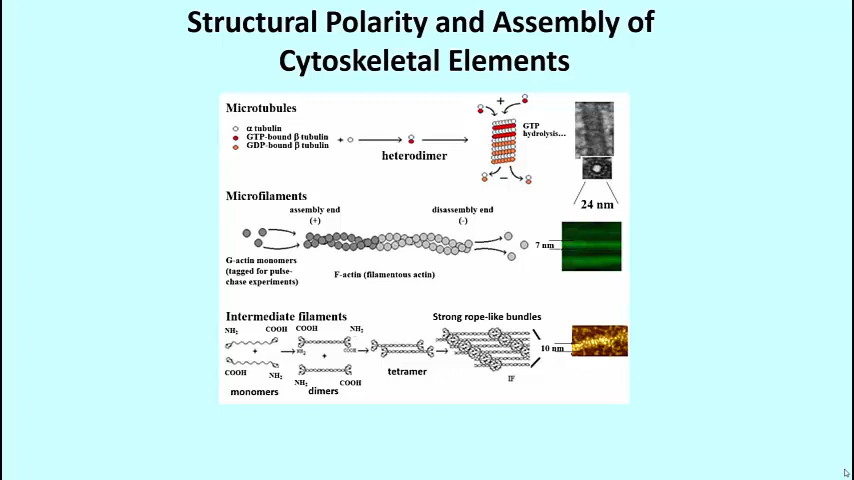 Structural Polarity and Assembly of
Cytoskeletal Elements
Microtubules
α tubulin
GTP-bound β tubulin
GDP-bound β tubulin
+
heterodimer
+
GTP
hydrolysis...
−
24 nm
Microfilaments
assembly end
(+)
disassembly end
(-)
7 nm
G-actin monomers
(tagged for pulse-
chase experiments)
F-actin (filamentous actin)
Intermediate filaments
Strong rope-like bundles
NH2 COOH COOH NH2
+
NH2 COOH
+
10 nm
COOH NH2
NH2 COOH
tetramer
IF
monomers dimers